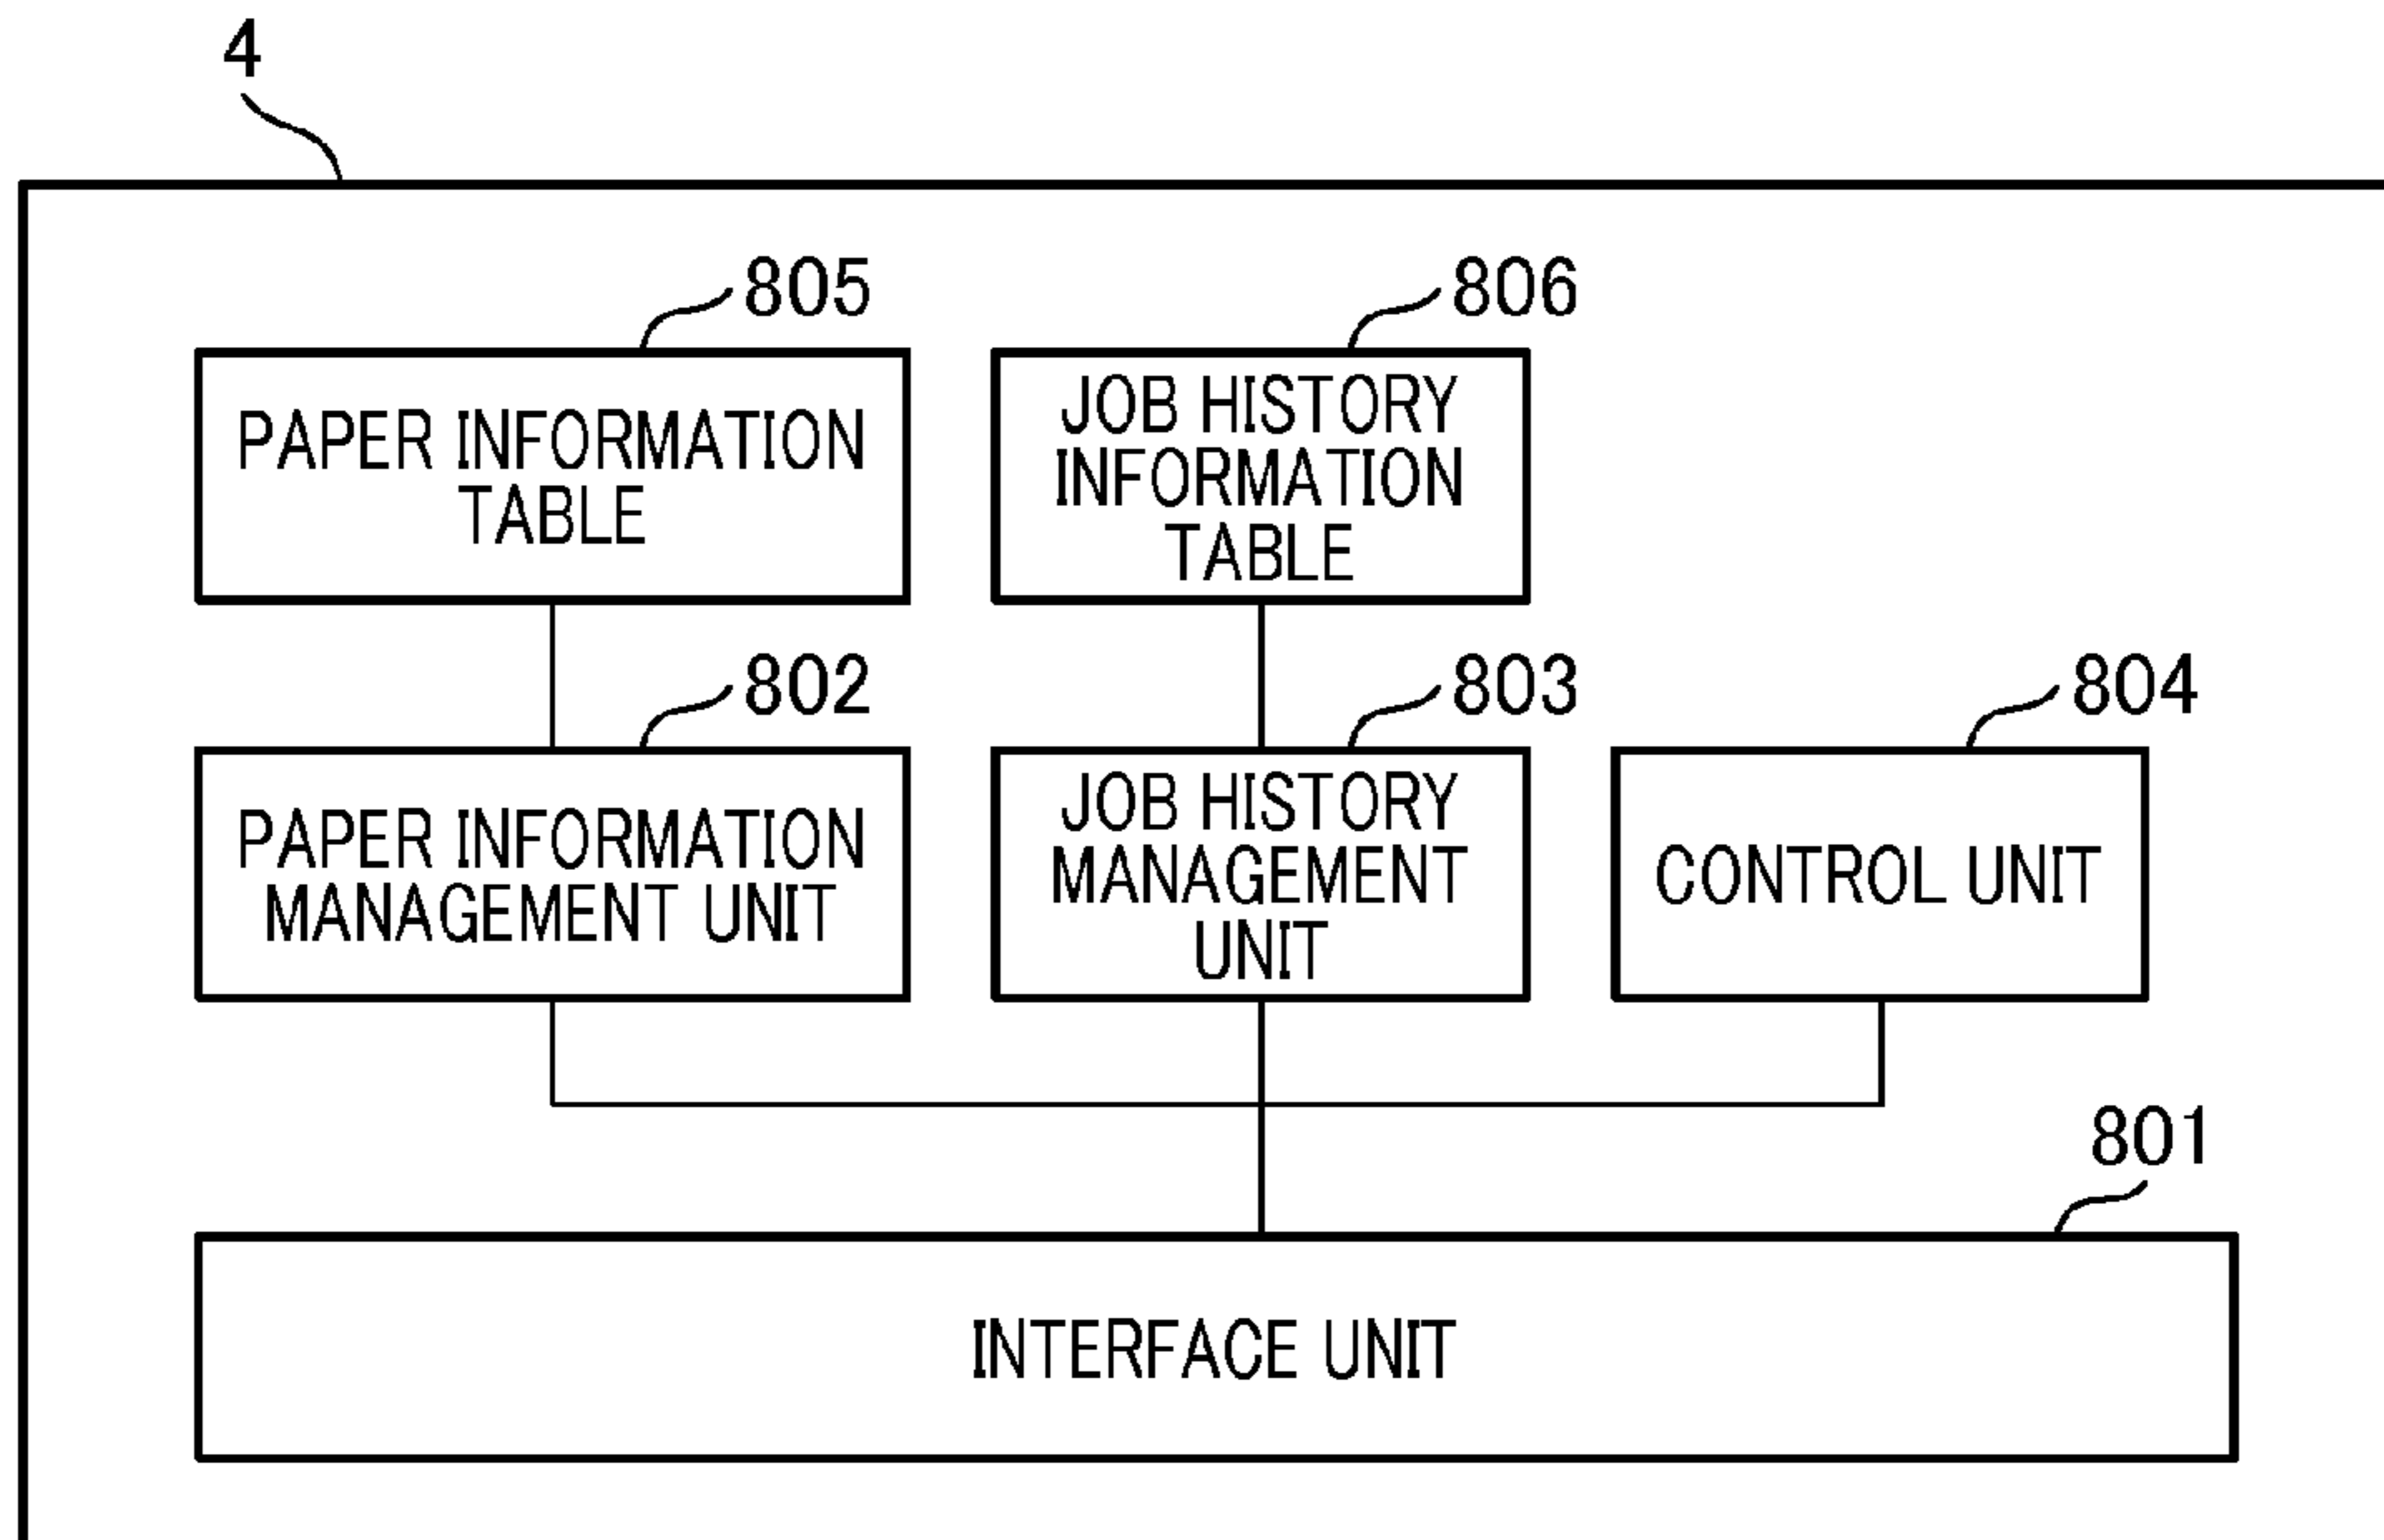 4
805
806
PAPER INFORMATION
TABLE
JOB HISTORY
INFORMATION
TABLE
802
803
804
PAPER INFORMATION
MANAGEMENT UNIT
JOB HISTORY
MANAGEMENT
UNIT
CONTROL UNIT
801
INTERFACE UNIT